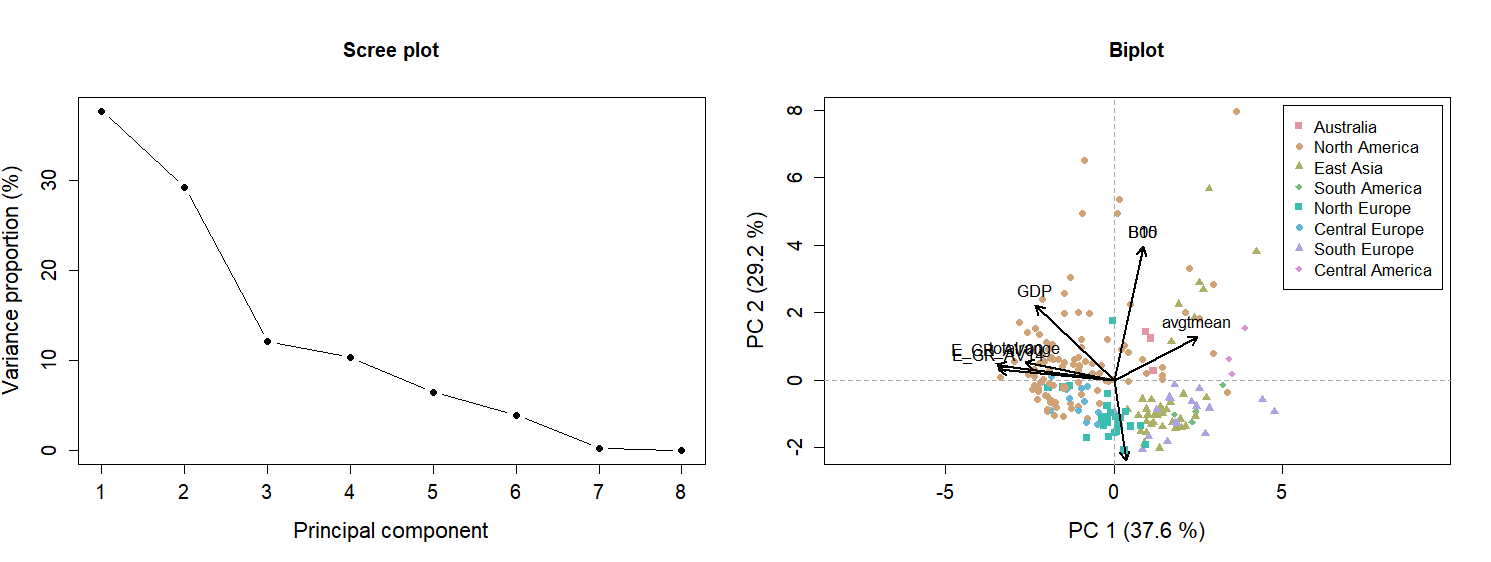 Scree plot
Variance proportion (%)
30
20
10
0
1 2 3 4 5 6 7 8
Principal component
Biplot
PC 2 (29.2 %)
8
6
4
2
0
-2
-5 0 5
PC 1 (37.6 %)
GDP
avgtmean
Australia
North America
East Asia
South America
North Europe
Central Europe
South Europe
Central America